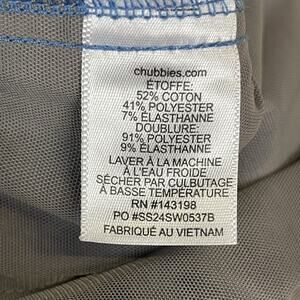 chubbies.com
ÉTOFFE:
52% COTON
41% POLYESTER
7% ÉLASTHANNE
DOUBLURE:
91% POLYESTER
9% ÉLASTHANNE
LAVER À LA MACHINE
À L'EAU FROIDE
SÉCHER PAR CULBUTAGE
À BASSE TEMPÉRATURE
RN #143198
PO #SS24SW0537B
FABRIQUÉ AU VIETNAM